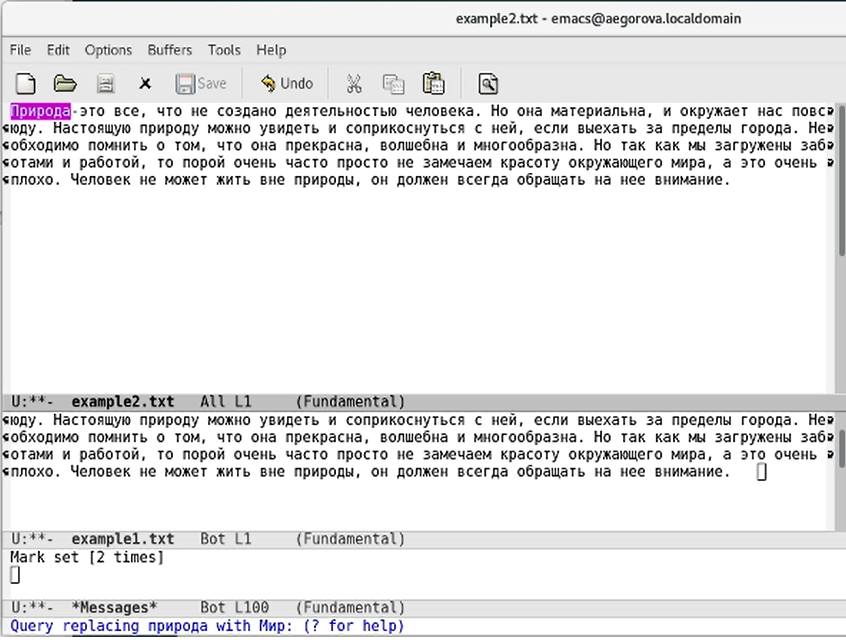 example2.txt - emacs@aegorova.localdomain
File Edit Options Buffers Tools Help
Save Undo
Природа-это все, что не создано деятельностью человека. Но она материальна, и окружает нас повс
юду. Настоящую природу можно увидеть и соприкоснуться с ней, если выехать за пределы города. Не
обходимо помнить о том, что она прекрасна, волшебна и многообразна. Но так как мы загружены заб
отами и работой, то порой очень часто просто не замечаем красоту окружающего мира, а это очень
плохо. Человек не может жить вне природы, он должен всегда обращать на нее внимание.
U:**- example2.txt All L1 (Fundamental)
юду. Настоящую природу можно увидеть и соприкоснуться с ней, если выехать за пределы города. Не
обходимо помнить о том, что она прекрасна, волшебна и многообразна. Но так как мы загружены заб
отами и работой, то порой очень часто просто не замечаем красоту окружающего мира, а это очень
плохо. Человек не может жить вне природы, он должен всегда обращать на нее внимание.
U:**- example1.txt Bot L1 (Fundamental)
Mark set [2 times]
U:**- *Messages* Bot L100 (Fundamental)
Query replacing природа with Мир: (? for help)